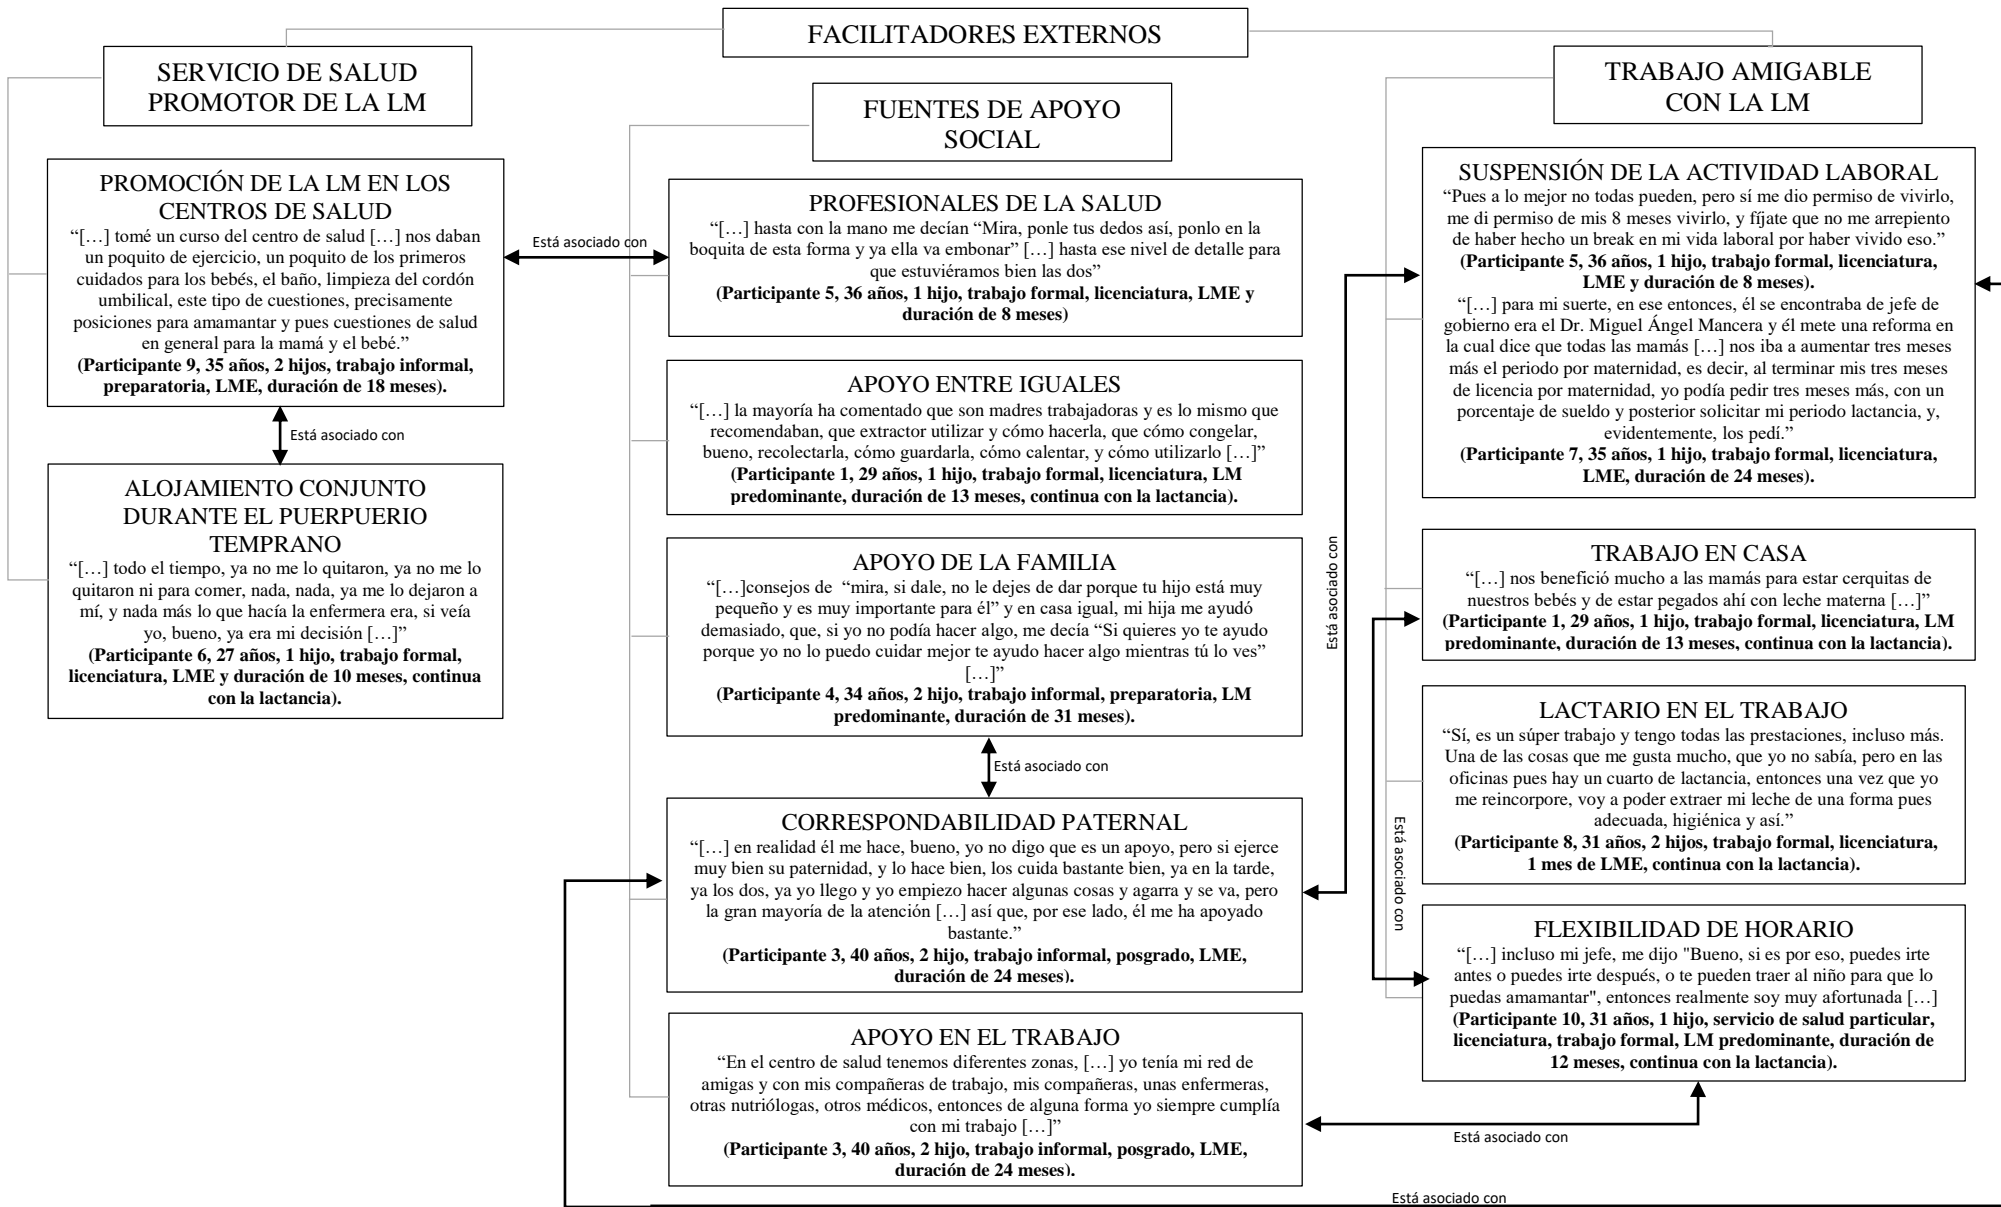 FACILITADORES EXTERNOS
SERVICIO DE SALUD
PROMOTOR DE LA LM
PROMOCIÓN DE LA LM EN LOS
CENTROS DE SALUD
“[…] tomé un curso del centro de salud […] nos daban
un poquito de ejercicio, un poquito de los primeros
cuidados para los bebés, el baño, limpieza del cordón
umbilical, este tipo de cuestiones, precisamente
posiciones para amamantar y pues cuestiones de salud
en general para la mamá y el bebé.”
(Participante 9, 35 años, 2 hijos, trabajo informal,
preparatoria, LME, duración de 18 meses).
Está asociado con
ALOJAMIENTO CONJUNTO
DURANTE EL PUERPUERIO
TEMPRANO
“[…] todo el tiempo, ya no me lo quitaron, ya no me lo
quitaron ni para comer, nada, nada, ya me lo dejaron a
mí, y nada más lo que hacía la enfermera era, si veía
yo, bueno, ya era mi decisión […]”
(Participante 6, 27 años, 1 hijo, trabajo formal,
licenciatura, LME y duración de 10 meses, continua
con la lactancia).
Está asociado con
FUENTES DE APOYO
SOCIAL
PROFESIONALES DE LA SALUD
“[…] hasta con la mano me decían “Mira, ponle tus dedos así, ponlo en la
boquita de esta forma y ya ella va embonar” […] hasta ese nivel de detalle para
que estuviéramos bien las dos”
(Participante 5, 36 años, 1 hijo, trabajo formal, licenciatura, LME y
duración de 8 meses)
APOYO ENTRE IGUALES
“[…] la mayoría ha comentado que son madres trabajadoras y es lo mismo que
recomendaban, que extractor utilizar y cómo hacerla, que cómo congelar,
bueno, recolectarla, cómo guardarla, cómo calentar, y cómo utilizarlo […]”
(Participante 1, 29 años, 1 hijo, trabajo formal, licenciatura, LM
predominante, duración de 13 meses, continua con la lactancia).
APOYO DE LA FAMILIA
“[…]consejos de “mira, si dale, no le dejes de dar porque tu hijo está muy
pequeño y es muy importante para él” y en casa igual, mi hija me ayudó
demasiado, que, si yo no podía hacer algo, me decía “Si quieres yo te ayudo
porque yo no lo puedo cuidar mejor te ayudo hacer algo mientras tú lo ves”
[…]”
(Participante 4, 34 años, 2 hijo, trabajo informal, preparatoria, LM
predominante, duración de 31 meses).
Está asociado con
CORRESPONDABILIDAD PATERNAL
“[…] en realidad él me hace, bueno, yo no digo que es un apoyo, pero si ejerce
muy bien su paternidad, y lo hace bien, los cuida bastante bien, ya en la tarde,
ya los dos, ya yo llego y yo empiezo hacer algunas cosas y agarra y se va, pero
la gran mayoría de la atención […] así que, por ese lado, él me ha apoyado
bastante.”
(Participante 3, 40 años, 2 hijo, trabajo informal, posgrado, LME,
duración de 24 meses).
APOYO EN EL TRABAJO
“En el centro de salud tenemos diferentes zonas, […] yo tenía mi red de
amigas y con mis compañeras de trabajo, mis compañeras, unas enfermeras,
otras nutriólogas, otros médicos, entonces de alguna forma yo siempre cumplía
con mi trabajo […]”
(Participante 3, 40 años, 2 hijo, trabajo informal, posgrado, LME,
duración de 24 meses).
Está asociado con
TRABAJO AMIGABLE
CON LA LM
SUSPENSIÓN DE LA ACTIVIDAD LABORAL
“Pues a lo mejor no todas pueden, pero sí me dio permiso de vivirlo,
me di permiso de mis 8 meses vivirlo, y fíjate que no me arrepiento
de haber hecho un break en mi vida laboral por haber vivido eso.”
(Participante 5, 36 años, 1 hijo, trabajo formal, licenciatura,
LME y duración de 8 meses).
“[…] para mi suerte, en ese entonces, él se encontraba de jefe de
gobierno era el Dr. Miguel Ángel Mancera y él mete una reforma en
la cual dice que todas las mamás […] nos iba a aumentar tres meses
más el periodo por maternidad, es decir, al terminar mis tres meses
de licencia por maternidad, yo podía pedir tres meses más, con un
porcentaje de sueldo y posterior solicitar mi periodo lactancia, y,
evidentemente, los pedí.”
(Participante 7, 35 años, 1 hijo, trabajo formal, licenciatura,
LME, duración de 24 meses).
TRABAJO EN CASA
“[…] nos benefició mucho a las mamás para estar cerquitas de
nuestros bebés y de estar pegados ahí con leche materna […]”
(Participante 1, 29 años, 1 hijo, trabajo formal, licenciatura, LM
predominante, duración de 13 meses, continua con la lactancia).
LACTARIO EN EL TRABAJO
“Sí, es un súper trabajo y tengo todas las prestaciones, incluso más.
Una de las cosas que me gusta mucho, que yo no sabía, pero en las
oficinas pues hay un cuarto de lactancia, entonces una vez que yo
me reincorpore, voy a poder extraer mi leche de una forma pues
adecuada, higiénica y así.”
(Participante 8, 31 años, 2 hijos, trabajo formal, licenciatura,
1 mes de LME, continua con la lactancia).
Está asociado con
FLEXIBILIDAD DE HORARIO
“[…] incluso mi jefe, me dijo "Bueno, si es por eso, puedes irte
antes o puedes irte después, o te pueden traer al niño para que lo
puedas amamantar", entonces realmente soy muy afortunada […]
(Participante 10, 31 años, 1 hijo, servicio de salud particular,
licenciatura, trabajo formal, LM predominante, duración de
12 meses, continua con la lactancia).
Está asociado con
Está asociado con